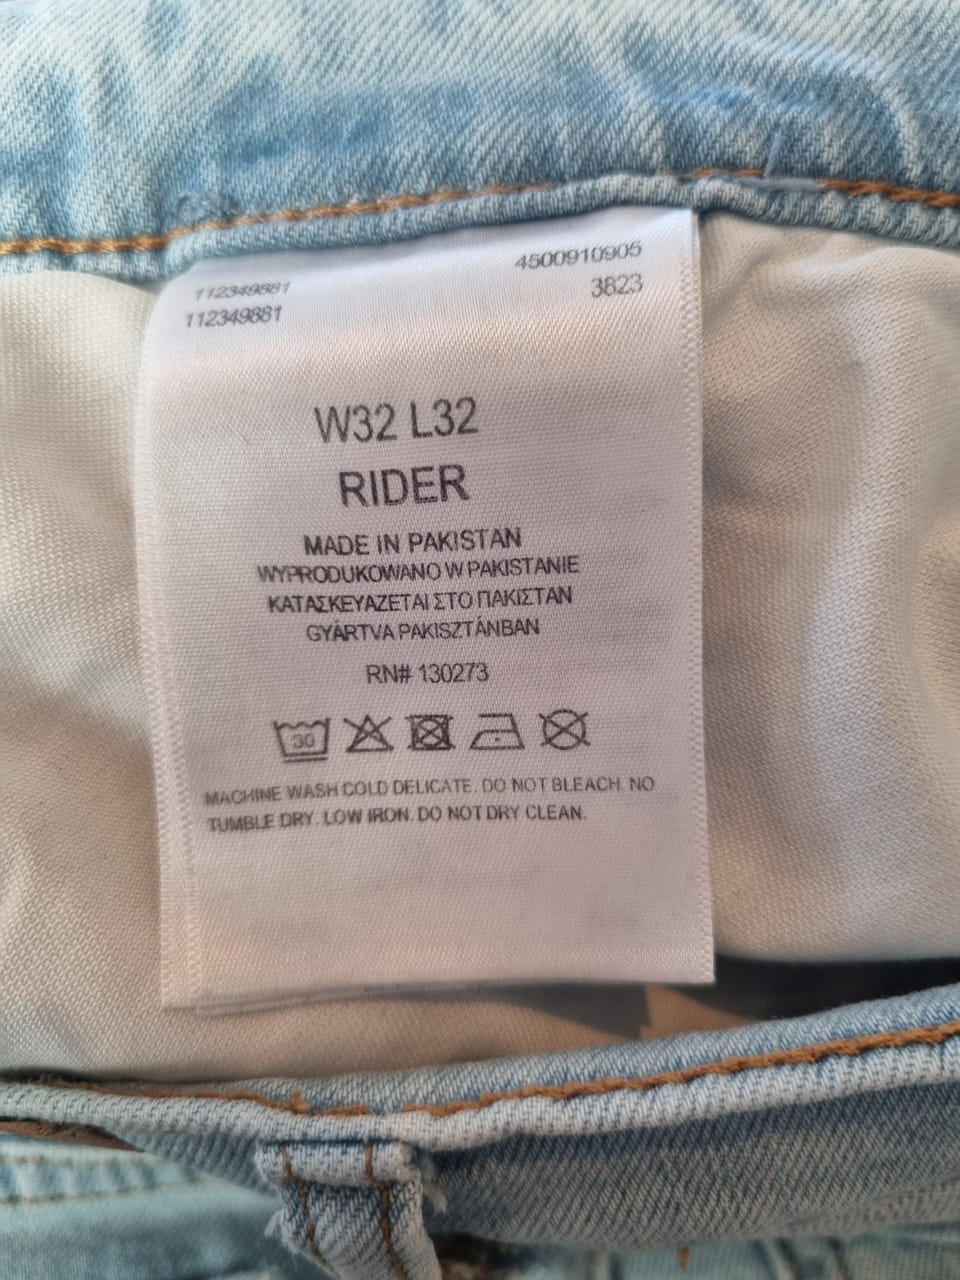 112349881 4500910905
112349881 3823
W32 L32
RIDER
MADE IN PAKISTAN
WYPRODUKOWANO W PAKISTANIE
ΚΑΤΑΣΚΕΥΑΖΕΤΑΙ ΣΤΟ ΠΑΚΙΣΤΑΝ
GYÁRTVA PAKISZTÁNBAN
RN# 130273
30
MACHINE WASH COLD DELICATE. DO NOT BLEACH. NO
TUMBLE DRY. LOW IRON. DO NOT DRY CLEAN.